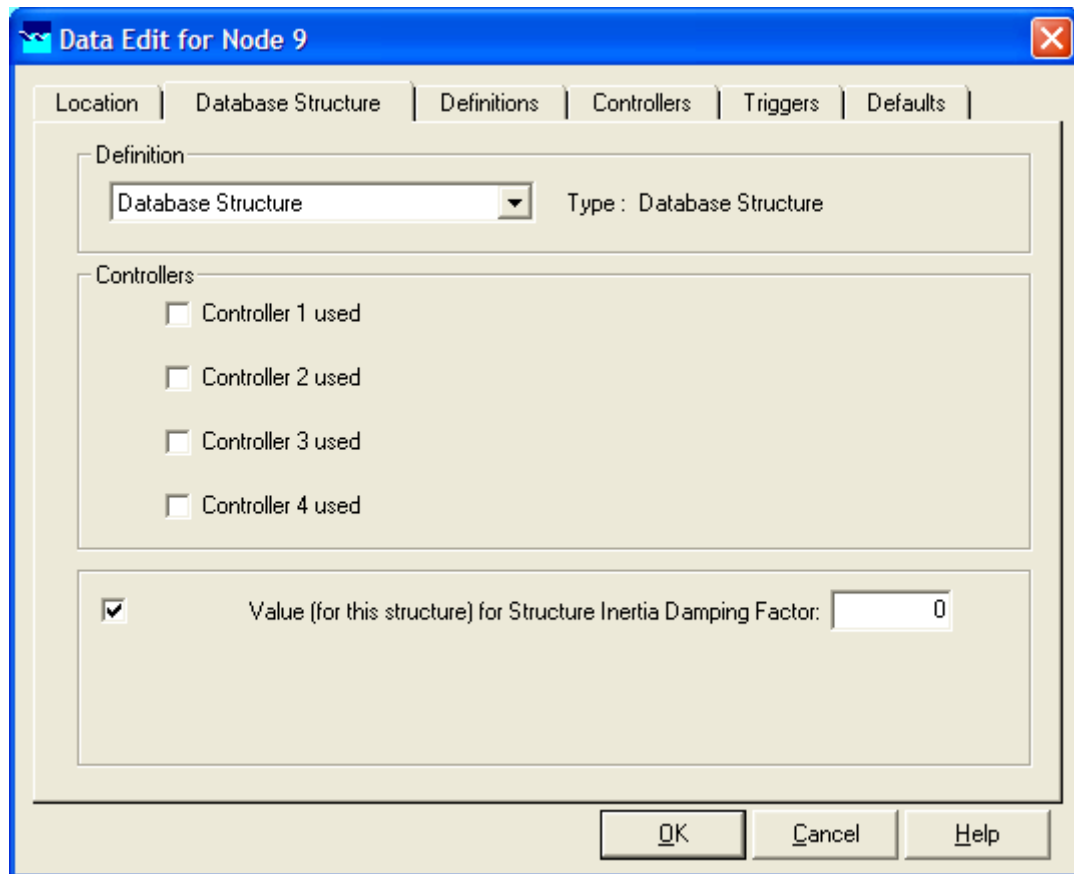 Data Edit for Node 9
Location Database Structure Definitions Controllers Triggers Defaults
Definition
Database Structure Type : Database Structure
Controllers
Controller 1 used
Controller 2 used
Controller 3 used
Controller 4 used
Value (for this structure) for Structure Inertia Damping Factor: 0
OK Cancel Help